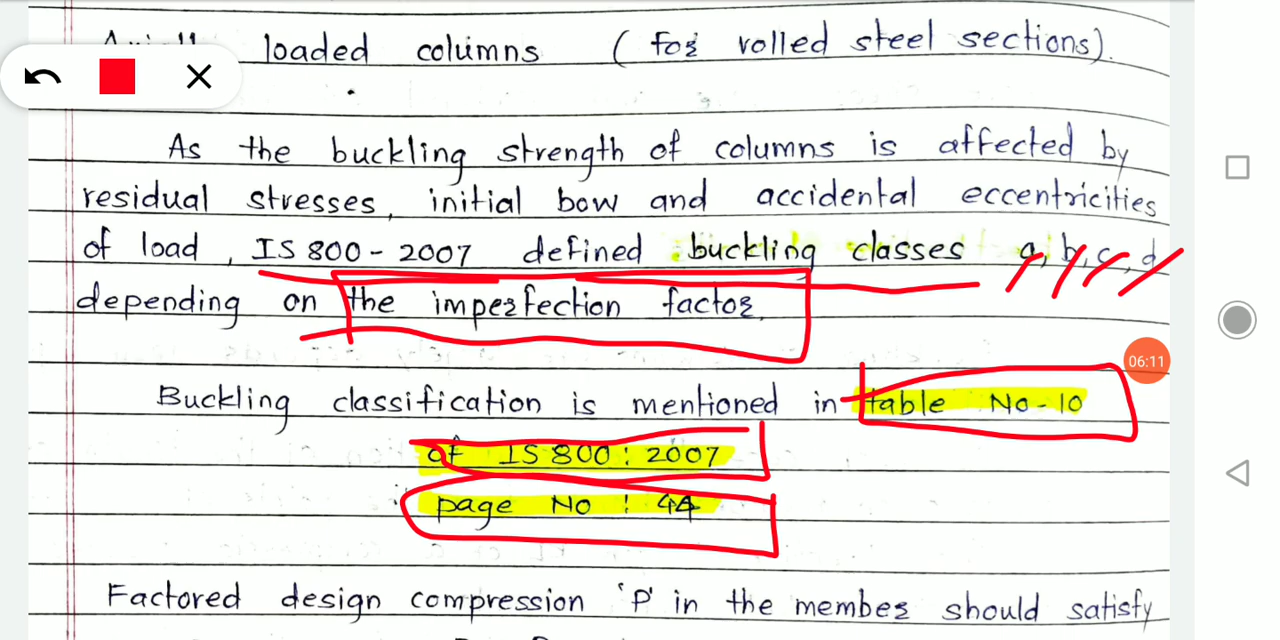 loaded columns ( for rolled steel sections).
As the buckling strength of columns is affected by
residual stresses, initial bow and accidental eccentricities
of load , IS 800 - 2007 defined buckling classes a, b, c, d
depending on the imperfection factor.
06:11
Buckling classification is mentioned in table No - 10
of IS 800 : 2007
page No : 44
Factored design compression 'P' in the member should satisfy